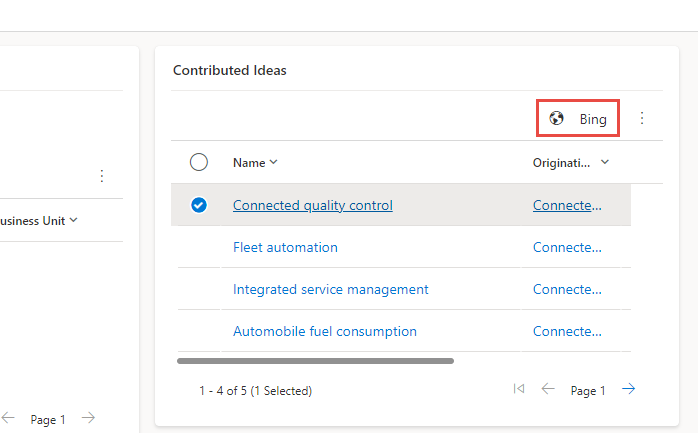 Contributed Ideas
Bing
Name Originati...
usiness Unit
Connected quality control Connecte...
Fleet automation Connecte...
Integrated service management Connecte...
Automobile fuel consumption Connecte...
1 - 4 of 5 (1 Selected) Page 1
Page 1